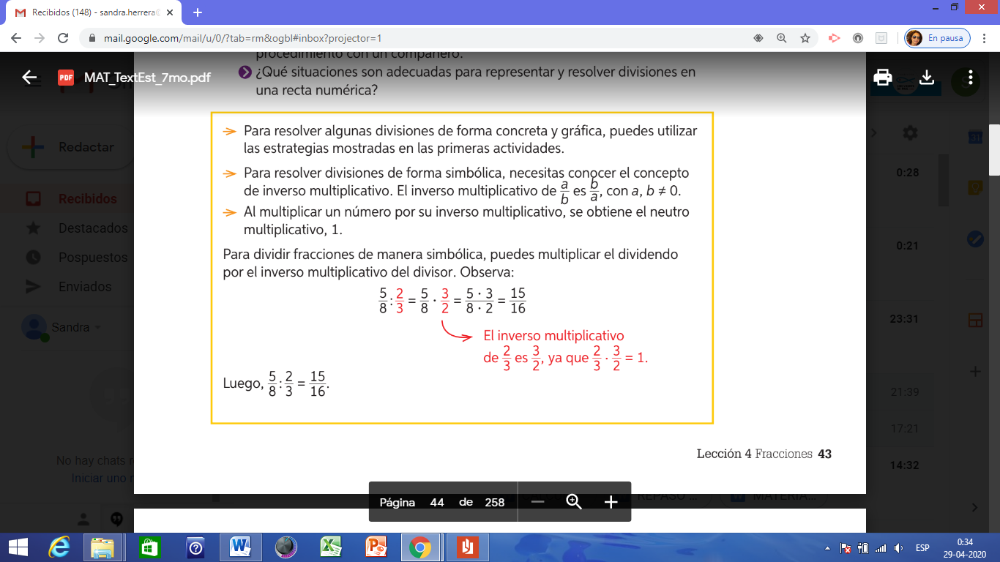 Recibidos (148) - sandra.herrera@
mail.google.com/mail/u/0/?tab=rm&ogbl#inbox?projector=1
En pausa
procedimiento con un compañero.
MAT_TextEst_7mo.pdf
¿Qué situaciones son adecuadas para representar y resolver divisiones en
una recta numérica?
Para resolver algunas divisiones de forma concreta y gráfica, puedes utilizar
las estrategias mostradas en las primeras actividades.
Para resolver divisiones de forma simbólica, necesitas conocer el concepto
de inverso multiplicativo. El inverso multiplicativo de a/b es b/a, con a, b ≠ 0.
Al multiplicar un número por su inverso multiplicativo, se obtiene el neutro
multiplicativo, 1.
Para dividir fracciones de manera simbólica, puedes multiplicar el dividendo
por el inverso multiplicativo del divisor. Observa:
5/8 : 2/3 = 5/8 · 3/2 = 5 · 3/8 · 2 = 15/16
El inverso multiplicativo
de 2/3 es 3/2, ya que 2/3 · 3/2 = 1.
Luego, 5/8 : 2/3 = 15/16.
Lección 4 Fracciones 43
Página 44 de 258
Redactar
Recibidos
Destacados
Pospuestos
Enviados
Sandra
No hay chats
Iniciar uno
0:28
0:21
23:31
21:39
17:21
14:32
REPASO ...
MATERIA...
31
S
ESP
0:34
29-04-2020